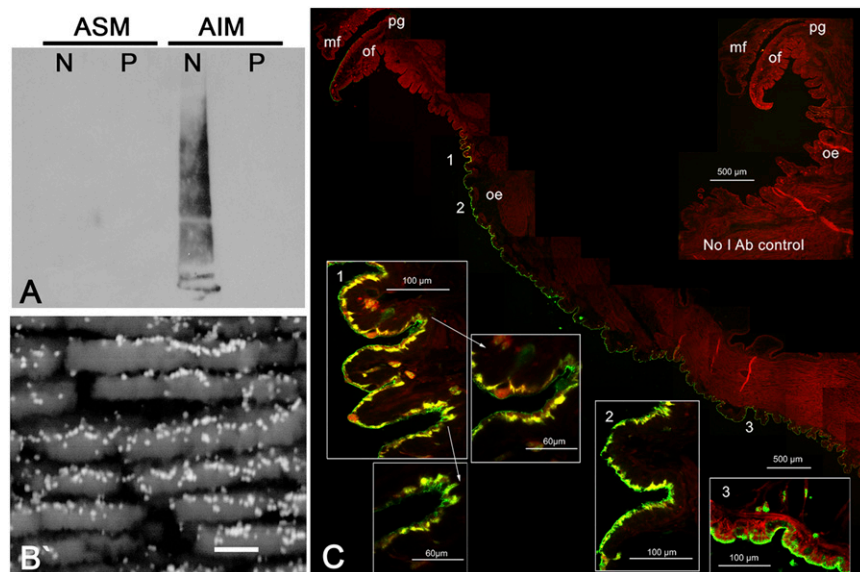 ASM AIM
N P N P
A
B`
C
mf
pg
of
1
2
oe
3
500 µm
mf
pg
of
oe
500 µm
No I Ab control
1
100 µm
60µm
60µm
2
100 µm
3
100 µm